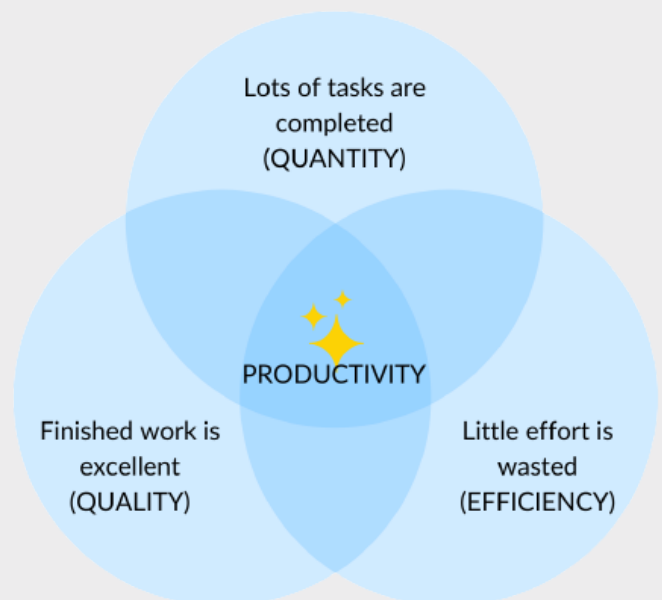 Lots of tasks are
completed
(QUANTITY)
PRODUCTIVITY
Finished work is
excellent
(QUALITY)
Little effort is
wasted
(EFFICIENCY)